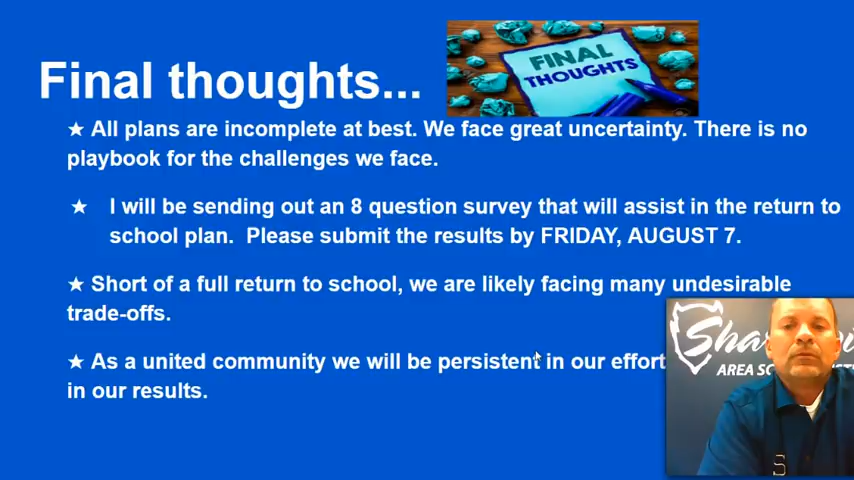 Final thoughts...
FINAL
THOUGHTS
★ All plans are incomplete at best. We face great uncertainty. There is no
playbook for the challenges we face.
★ I will be sending out an 8 question survey that will assist in the return to
school plan. Please submit the results by FRIDAY, AUGUST 7.
★ Short of a full return to school, we are likely facing many undesirable
trade-offs.
★ As a united community we will be persistent in our effort
in our results.
AREA
S